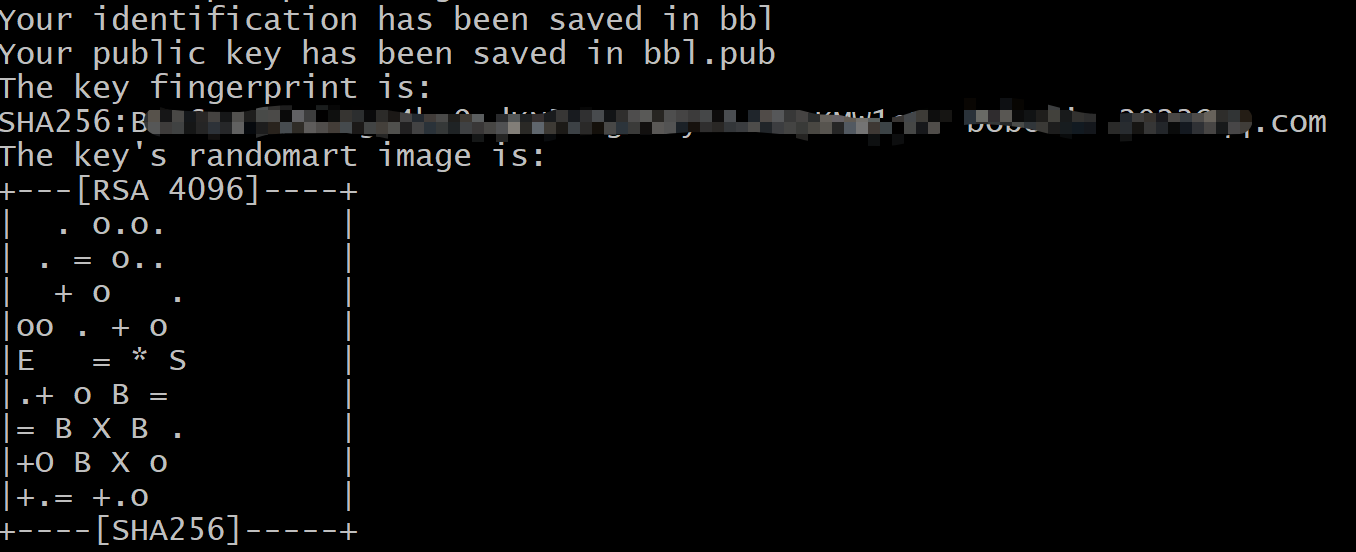 Your identification has been saved in bbl
Your public key has been saved in bbl.pub
The key fingerprint is:
SHA256:B .com
The key's randomart image is:
+---[RSA 4096]----+
|  . o.o.         |
| . = o..         |
|  + o   .        |
|oo . + o         |
|E   = * S        |
|.+ o B =         |
|= B X B .        |
|+O B X o         |
|+.= +.o          |
+----[SHA256]-----+